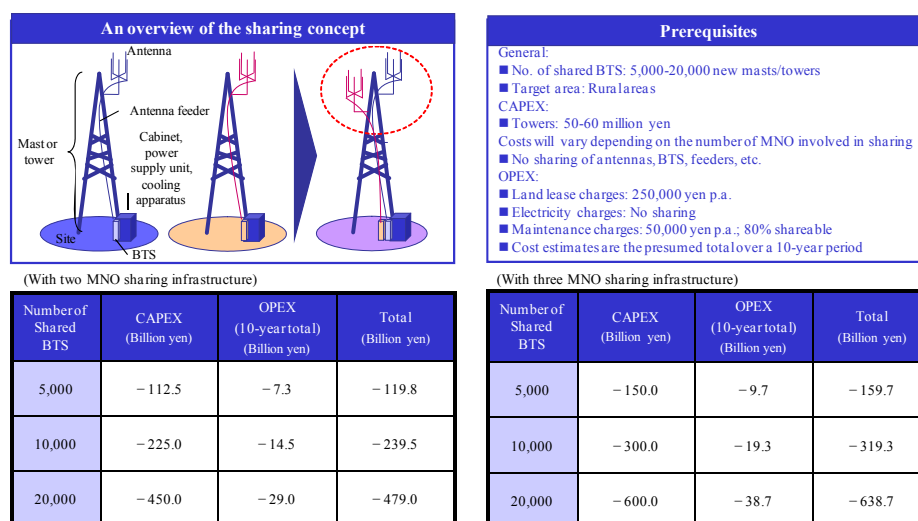 An overview of the sharing concept
Antenna
Antenna feeder
Mast or
tower
Cabinet,
power
supply unit,
cooling
apparatus
Site
BTS
Prerequisites
General:
■ No. of shared BTS: 5,000-20,000 new masts/towers
■ Target area: Rural areas
CAPEX:
■ Towers: 50-60 million yen
Costs will vary depending on the number of MNO involved in sharing
■ No sharing of antennas, BTS, feeders, etc.
OPEX:
■ Land lease charges: 250,000 yen p.a.
■ Electricity charges: No sharing
■ Maintenance charges: 50,000 yen p.a.; 80% shareable
■ Cost estimates are the presumed total over a 10-year period
(With two MNO sharing infrastructure)
Number of
Shared
BTS
CAPEX
(Billion yen)
OPEX
(10-year total)
(Billion yen)
Total
(Billion yen)
5,000 −112.5 −7.3 −119.8
10,000 −225.0 −14.5 −239.5
20,000 −450.0 −29.0 −479.0
(With three MNO sharing infrastructure)
Number of
Shared
BTS
CAPEX
(Billion yen)
OPEX
(10-year total)
(Billion yen)
Total
(Billion yen)
5,000 −150.0 −9.7 −159.7
10,000 −300.0 −19.3 −319.3
20,000 −600.0 −38.7 −638.7